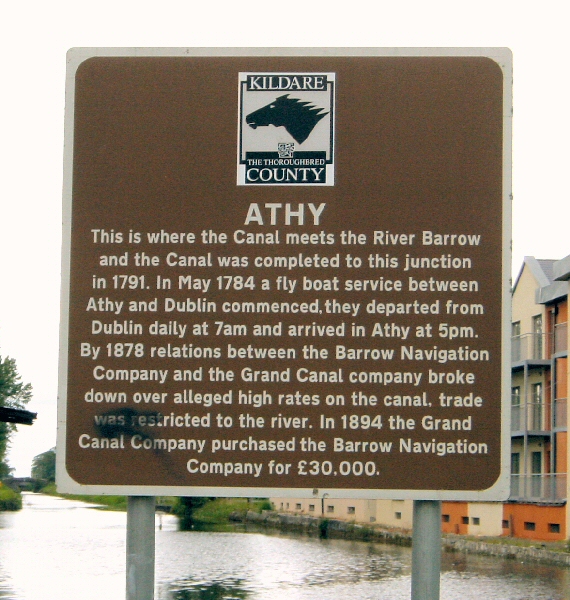 KILDARE
THE THOROUGHBRED
COUNTY
ATHY
This is where the Canal meets the River Barrow
and the Canal was completed to this junction
in 1791. In May 1784 a fly boat service between
Athy and Dublin commenced,they departed from
Dublin daily at 7am and arrived in Athy at 5pm.
By 1878 relations between the Barrow Navigation
Company and the Grand Canal company broke
down over alleged high rates on the canal, trade
was restricted to the river. In 1894 the Grand
Canal Company purchased the Barrow Navigation
Company for £30,000.